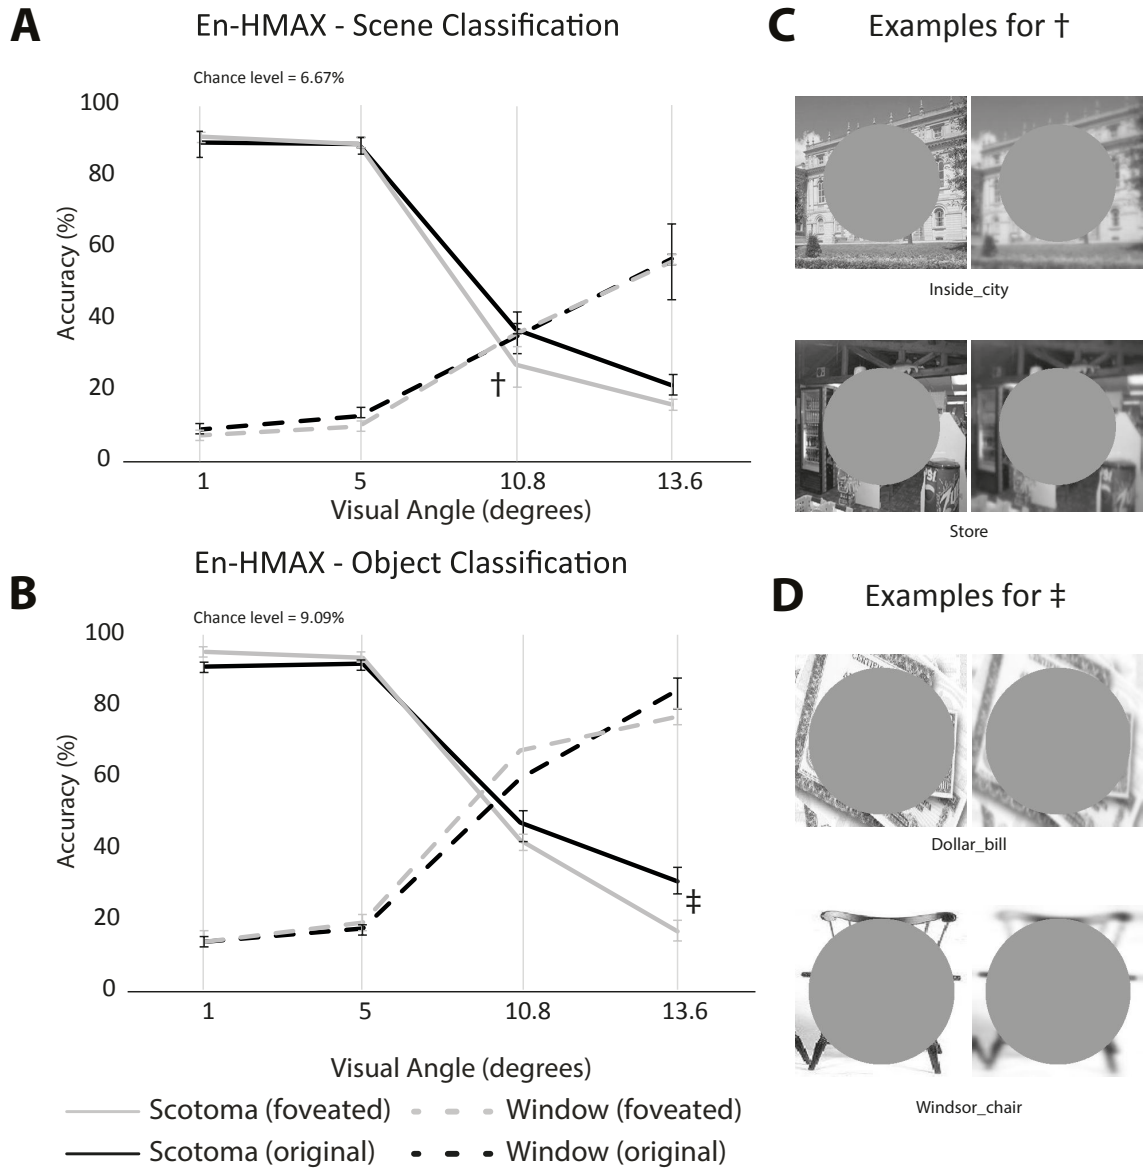 A
En-HMAX - Scene Classification
Chance level = 6.67%
Accuracy (%)
100
80
60
40
20
0
†
1 5 10.8 13.6
Visual Angle (degrees)
B
En-HMAX - Object Classification
Chance level = 9.09%
Accuracy (%)
100
80
60
40
20
0
‡
1 5 10.8 13.6
Visual Angle (degrees)
Scotoma (foveated) Window (foveated)
Scotoma (original) Window (original)
C
Examples for †
Inside_city
Store
D
Examples for ‡
Dollar_bill
Windsor_chair